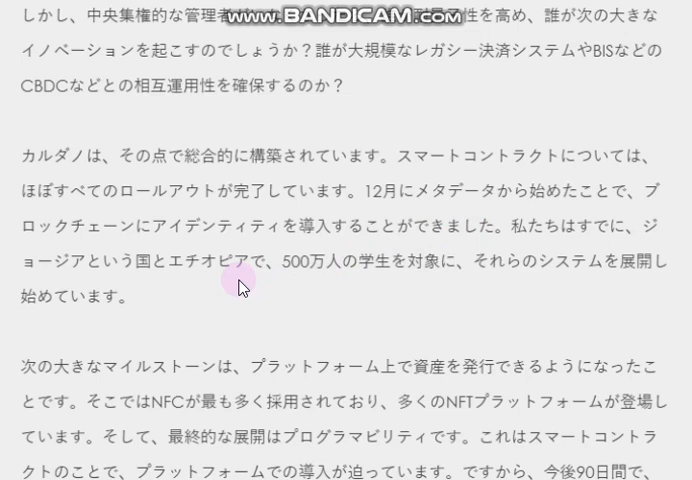 www.BANDICAM.com
しかし、中央集権的な管理者が 性を高め、誰が次の大きな
イノベーションを起こすのでしょうか？誰が大規模なレガシー決済システムやBISなどの
CBDCなどとの相互運用性を確保するのか？
カルダノは、その点で総合的に構築されています。スマートコントラクトについては、
ほぼすべてのロールアウトが完了しています。12月にメタデータから始めたことで、ブ
ロックチェーンにアイデンティティを導入することができました。私たちはすでに、ジ
ョージアという国とエチオピアで、500万人の学生を対象に、それらのシステムを展開し
始めています。
次の大きなマイルストーンは、プラットフォーム上で資産を発行できるようになったこ
とです。そこではNFCが最も多く採用されており、多くのNFTプラットフォームが登場し
ています。そして、最終的な展開はプログラマビリティです。これはスマートコントラ
クトのことで、プラットフォームでの導入が迫っています。ですから、今後90日間で、